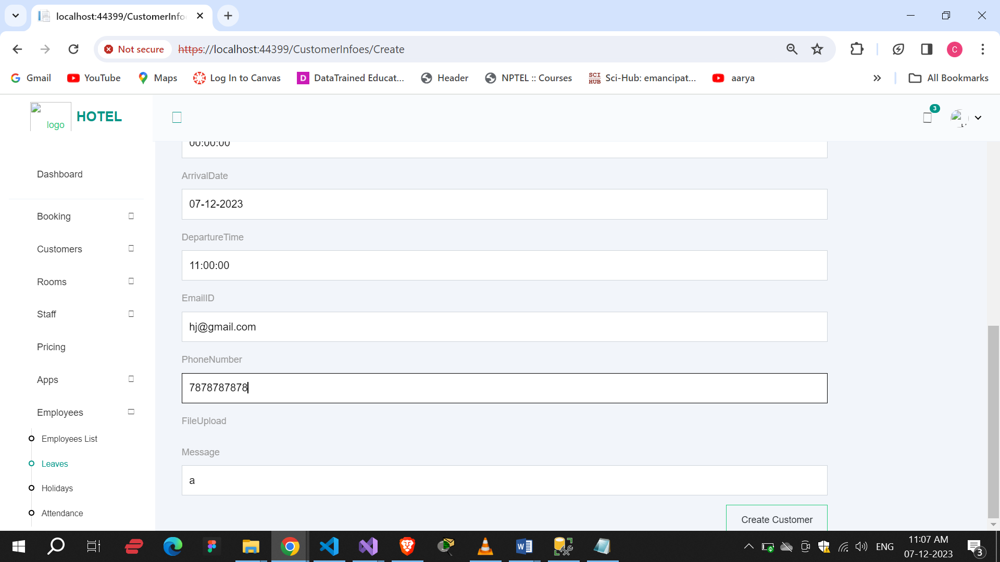 localhost:44399/CustomerInfo
Not secure
https://localhost:44399/CustomerInfoes/Create
C
Gmail
YouTube
Maps
Log In to Canvas
D
DataTrained Educat...
Header
NPTEL :: Courses
SCI
HUB
Sci-Hub: emancipat...
aarya
All Bookmarks
logo
HOTEL
3
Dashboard
Booking
Customers
Rooms
Staff
Pricing
Apps
Employees
Employees List
Leaves
Holidays
Attendance
00:00:00
ArrivalDate
07-12-2023
DepartureTime
11:00:00
EmailID
hj@gmail.com
PhoneNumber
7878787878
FileUpload
Message
a
Create Customer
ENG
11:07 AM
07-12-2023
3